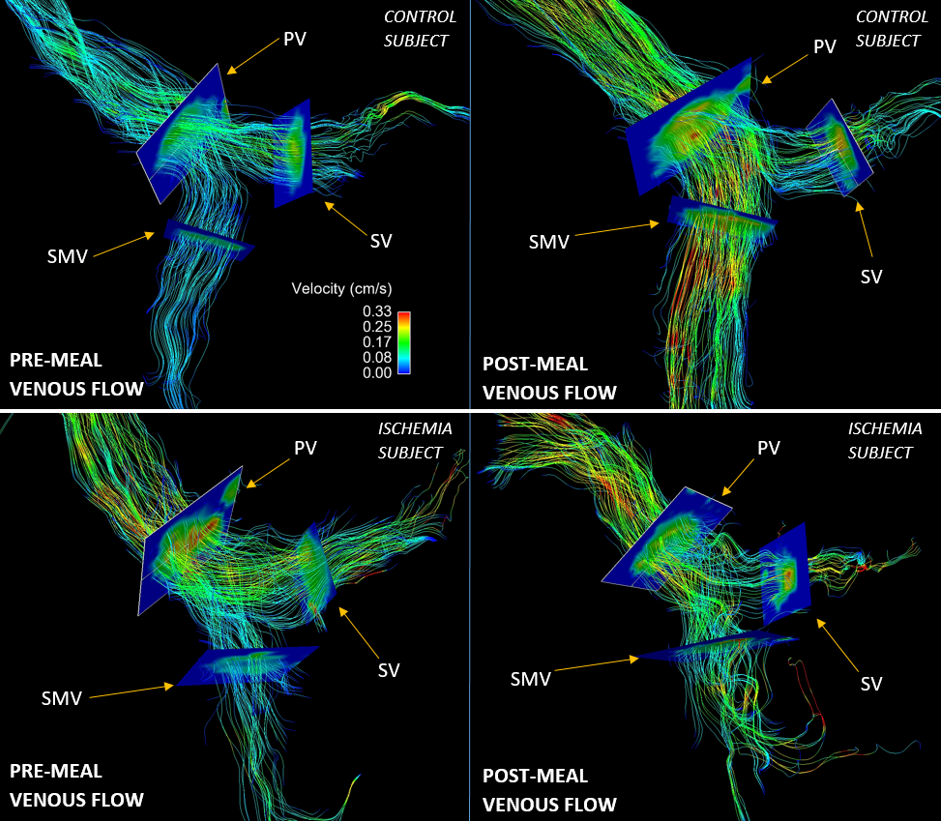 CONTROL
SUBJECT
PV
SMV
SV
Velocity (cm/s)
0.33
0.25
0.17
0.08
0.00
PRE-MEAL
VENOUS FLOW
CONTROL
SUBJECT
PV
SMV
SV
POST-MEAL
VENOUS FLOW
ISCHEMIA
SUBJECT
PV
SV
SMV
PRE-MEAL
VENOUS FLOW
ISCHEMIA
SUBJECT
PV
SMV
SV
POST-MEAL
VENOUS FLOW